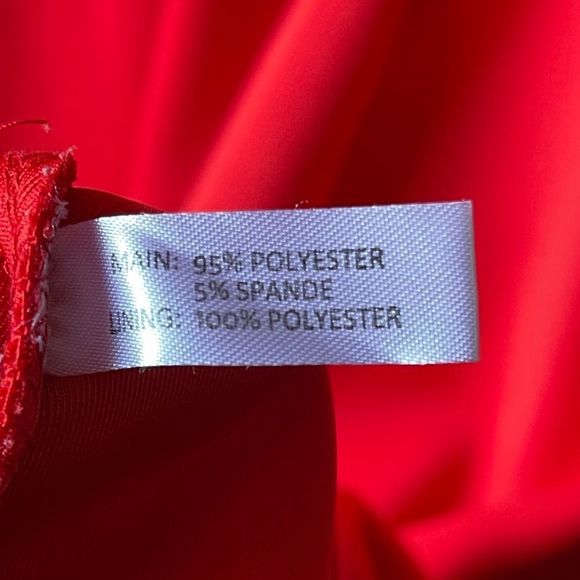 MAIN: 95% POLYESTER
5% SPANDE
LINING: 100% POLYESTER